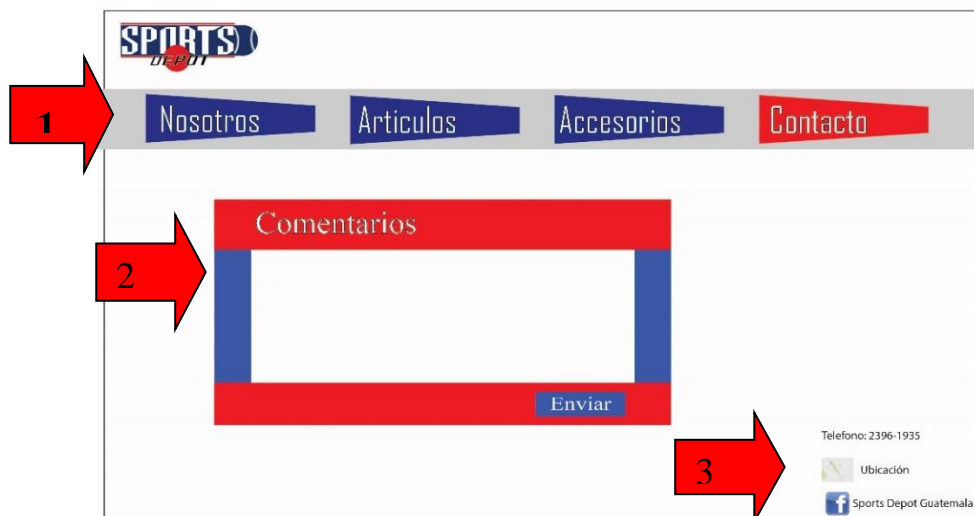 SPORTS
DEPOT
1
Nosotros Articulos Accesorios Contacto
Comentarios
2
Enviar
Telefono: 2396-1935
3
Ubicación
f Sports Depot Guatemala